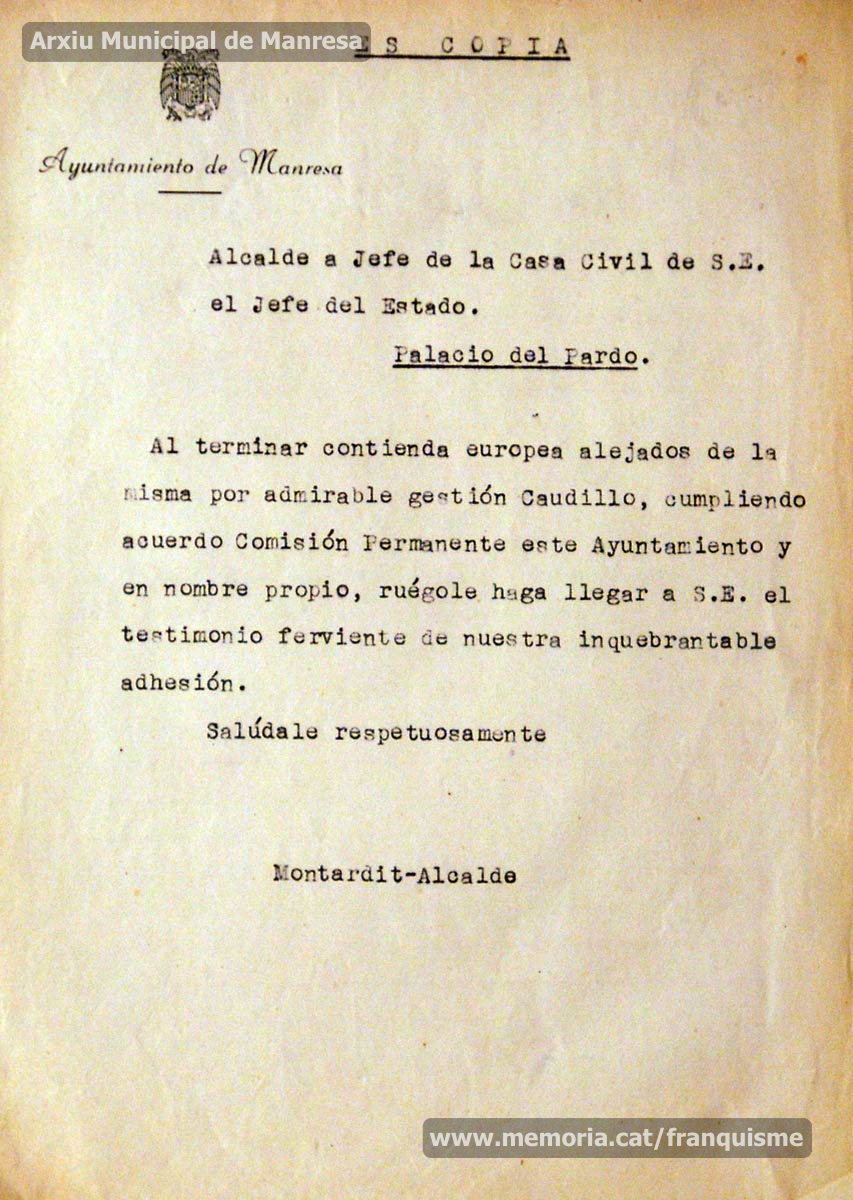 Arxiu Municipal de Manresa
ES COPIA
Ayuntamiento de Manresa
Alcalde a Jefe de la Casa Civil de S.E.
el Jefe del Estado.
Palacio del Pardo.
Al terminar contienda europea alejados de la
misma por admirable gestión Caudillo, cumpliendo
acuerdo Comisión Permanente este Ayuntamiento y
en nombre propio, ruégole haga llegar a S.E. el
testimonio ferviente de nuestra inquebrantable
adhesión.
Salúdale respetuosamente
Montardit-Alcalde
www.memoria.cat/franquisme